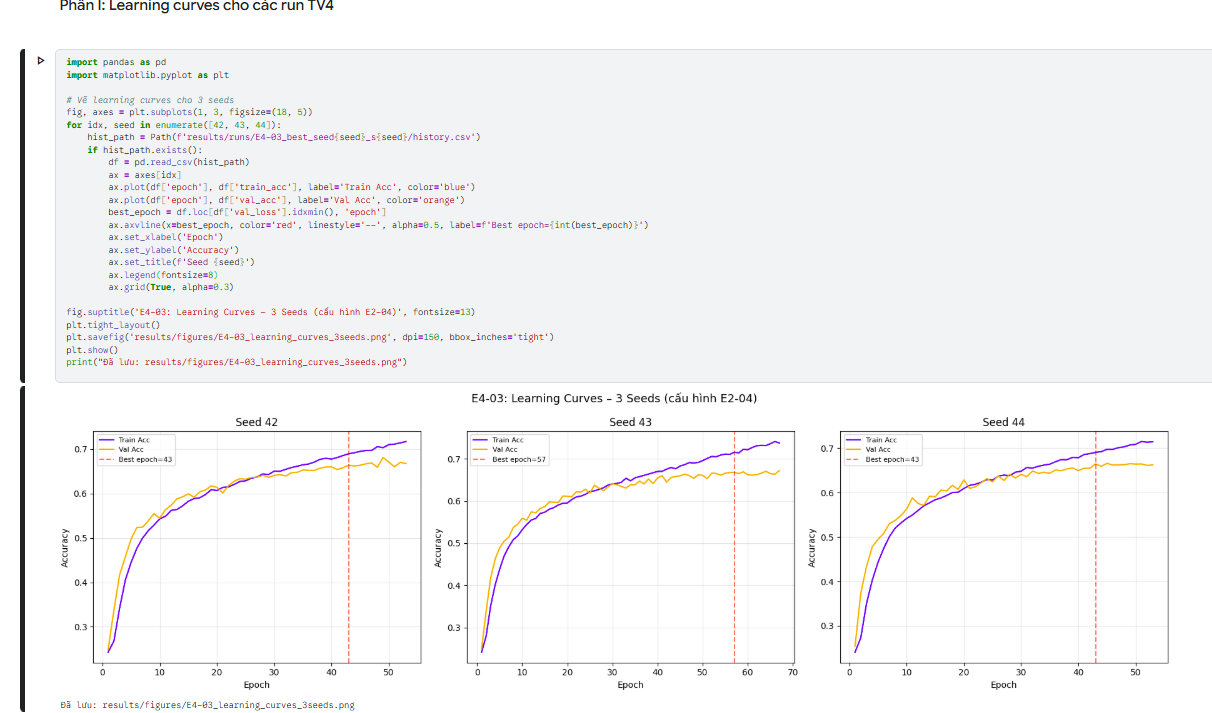 Phần I: Learning curves cho các run TV4
import pandas as pd
import matplotlib.pyplot as plt
# Vẽ learning curves cho 3 seeds
fig, axes = plt.subplots(1, 3, figsize=(18, 5))
for idx, seed in enumerate([42, 43, 44]):
    hist_path = Path(f'results/runs/E4-03_best_seed{seed}_s{seed}/history.csv')
    if hist_path.exists():
        df = pd.read_csv(hist_path)
        ax = axes[idx]
        ax.plot(df['epoch'], df['train_acc'], label='Train Acc', color='blue')
        ax.plot(df['epoch'], df['val_acc'], label='Val Acc', color='orange')
        best_epoch = df.loc[df['val_loss'].idxmin(), 'epoch']
        ax.axvline(x=best_epoch, color='red', linestyle='--', alpha=0.5, label=f'Best epoch={int(best_epoch)}')
        ax.set_xlabel('Epoch')
        ax.set_ylabel('Accuracy')
        ax.set_title(f'Seed {seed}')
        ax.legend(fontsize=8)
        ax.grid(True, alpha=0.3)
fig.suptitle('E4-03: Learning Curves – 3 Seeds (cấu hình E2-04)', fontsize=13)
plt.tight_layout()
plt.savefig('results/figures/E4-03_learning_curves_3seeds.png', dpi=150, bbox_inches='tight')
plt.show()
print("Đã lưu: results/figures/E4-03_learning_curves_3seeds.png")
E4-03: Learning Curves – 3 Seeds (cấu hình E2-04)
Seed 42
Train Acc
Val Acc
Best epoch=43
0.7
0.6
0.5
0.4
0.3
Accuracy
0 10 20 30 40 50
Epoch
Seed 43
Train Acc
Val Acc
Best epoch=57
0.7
0.6
0.5
0.4
0.3
Accuracy
0 10 20 30 40 50 60 70
Epoch
Seed 44
Train Acc
Val Acc
Best epoch=43
0.7
0.6
0.5
0.4
0.3
Accuracy
0 10 20 30 40 50
Epoch
Đã lưu: results/figures/E4-03_learning_curves_3seeds.png